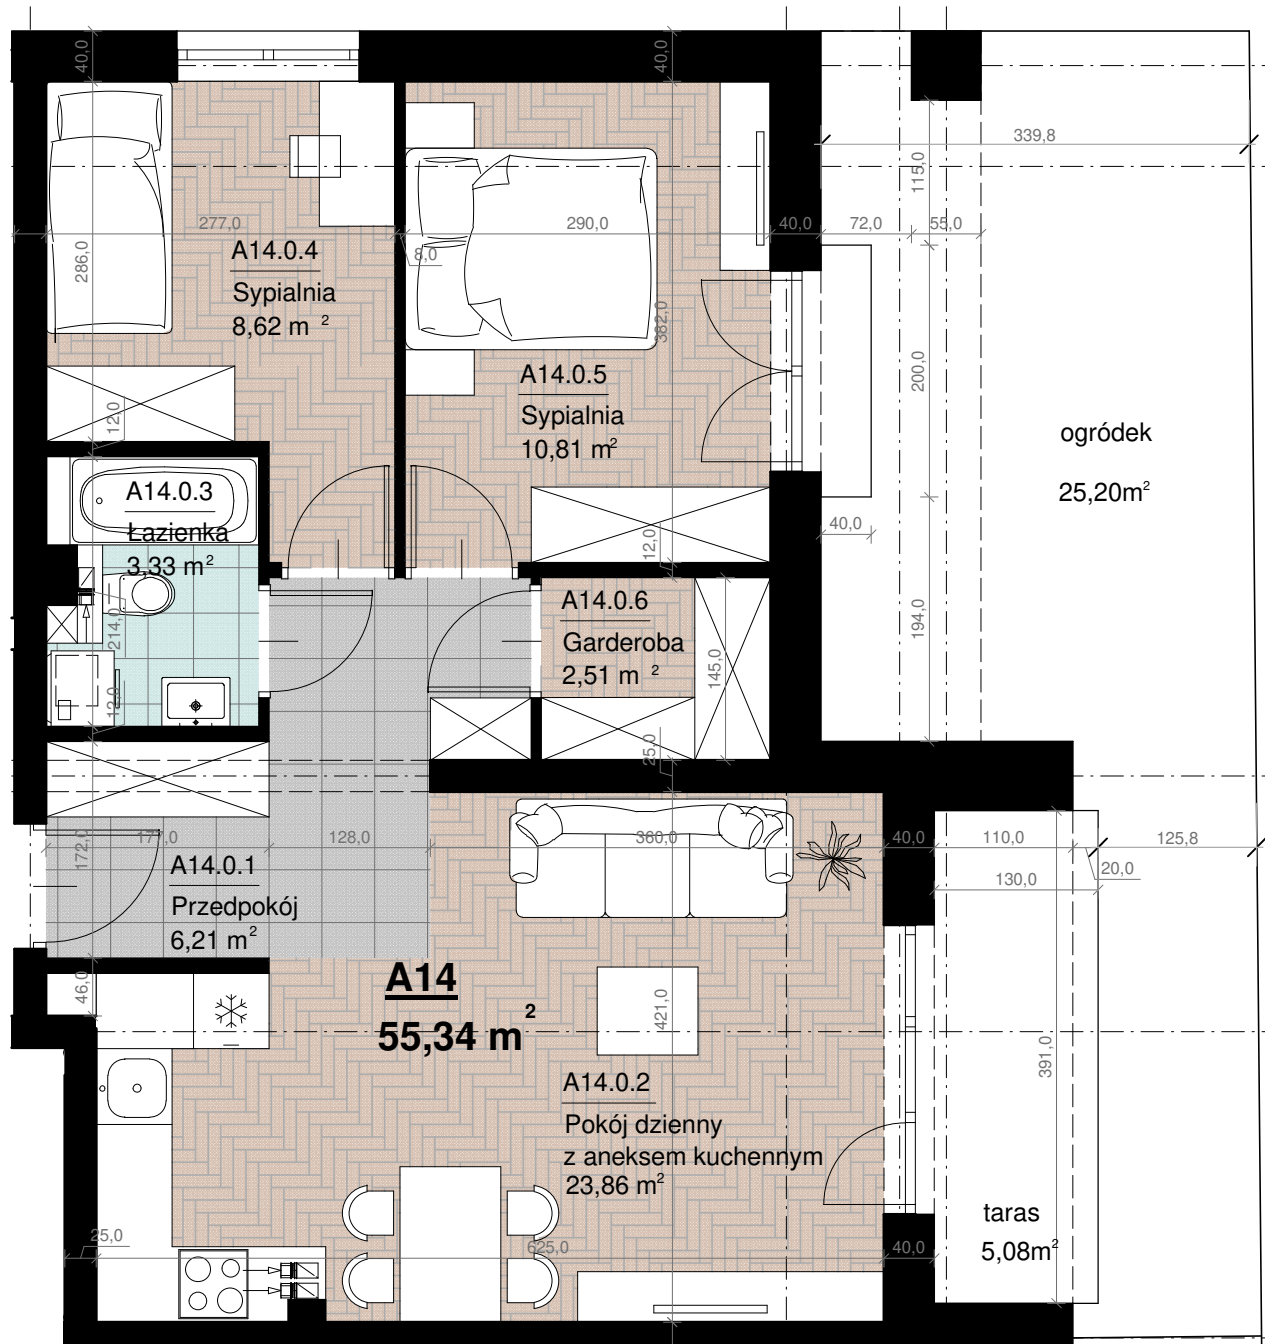 40,0
40,0
339,8
115,0
277,0
290,0
40,0
72,0
55,0
286,0
8,0
A14.0.4
Sypialnia
8,62 m ²
382,0
A14.0.5
Sypialnia
10,81 m²
200,0
12,0
ogródek
25,20m²
A14.0.3
Łazienka
3,33 m²
40,0
12,0
A14.0.6
Garderoba
2,51 m ²
214,0
194,0
145,0
12,0
25,0
172,0
177,0
128,0
360,0
40,0
110,0
125,8
20,0
130,0
A14.0.1
Przedpokój
6,21 m²
46,0
A14
55,34 m²
421,0
391,0
A14.0.2
Pokój dzienny
z aneksem kuchennym
23,86 m²
taras
5,08m²
25,0
625,0
40,0